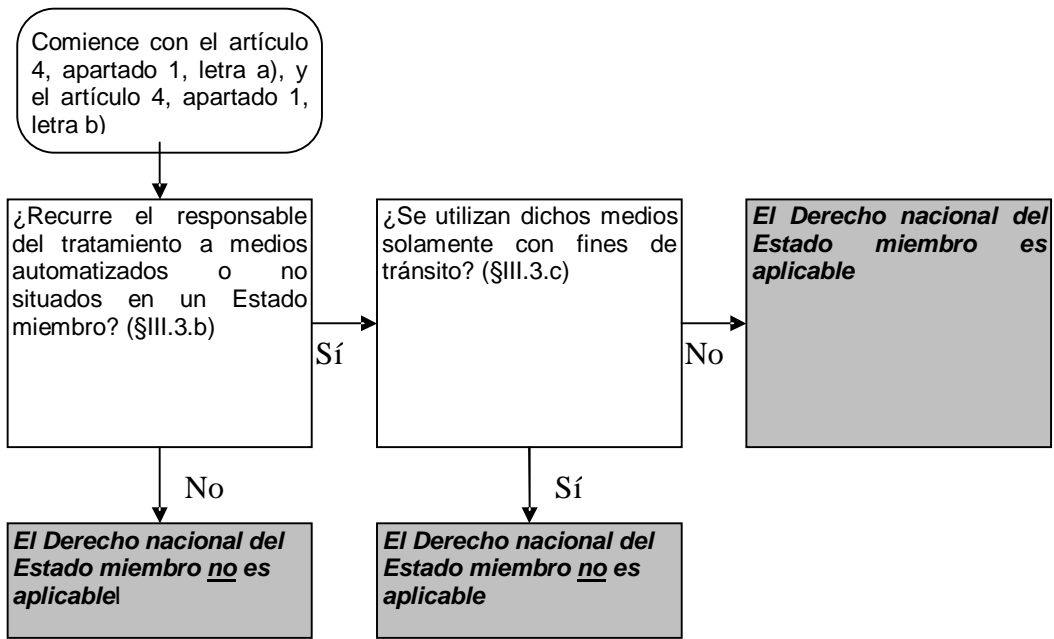 Comience con el artículo
4, apartado 1, letra a), y
el artículo 4, apartado 1,
letra b)
¿Recurre el responsable
del tratamiento a medios
automatizados o no
situados en un Estado
miembro? (§III.3.b)
Sí
¿Se utilizan dichos medios
solamente con fines de
tránsito? (§III.3.c)
No
El Derecho nacional del
Estado miembro es
aplicable
No
El Derecho nacional del
Estado miembro no es
aplicable
Sí
El Derecho nacional del
Estado miembro no es
aplicable